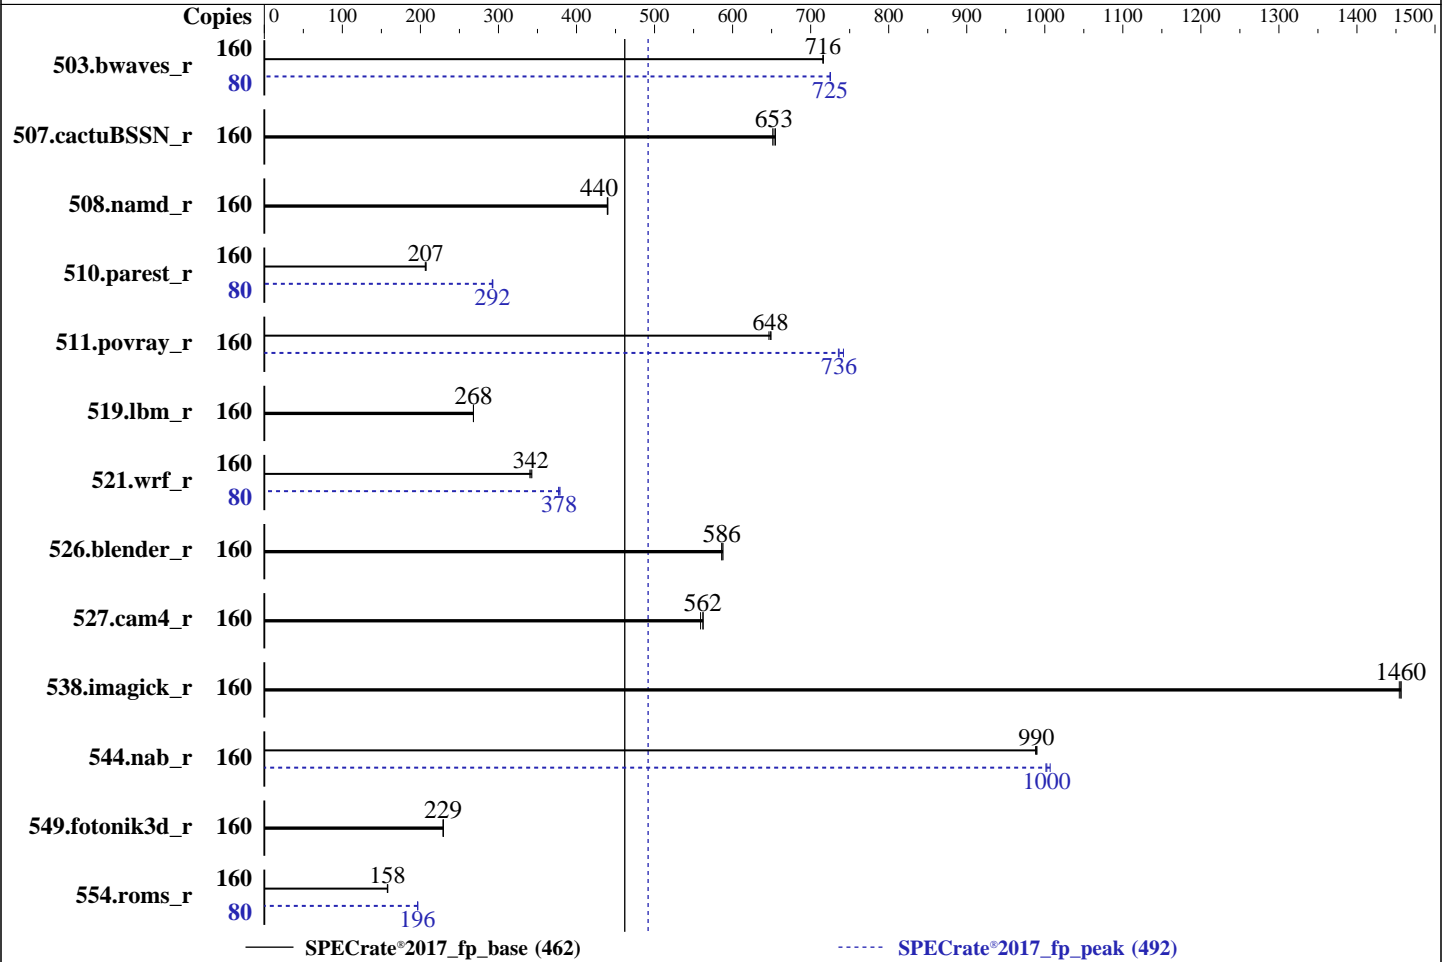 Copies 0 100 200 300 400 500 600 700 800 900 1000 1100 1200 1300 1400 1500
503.bwaves_r 160 716
80 725
507.cactuBSSN_r 160 653
508.namd_r 160 440
510.parest_r 160 207
80 292
511.povray_r 160 648
736
519.lbm_r 160 268
521.wrf_r 160 342
80 378
526.blender_r 160 586
527.cam4_r 160 562
538.imagick_r 160 1460
544.nab_r 160 990
1000
549.fotonik3d_r 160 229
554.roms_r 160 158
80 196
SPECrate®2017_fp_base (462) SPECrate®2017_fp_peak (492)